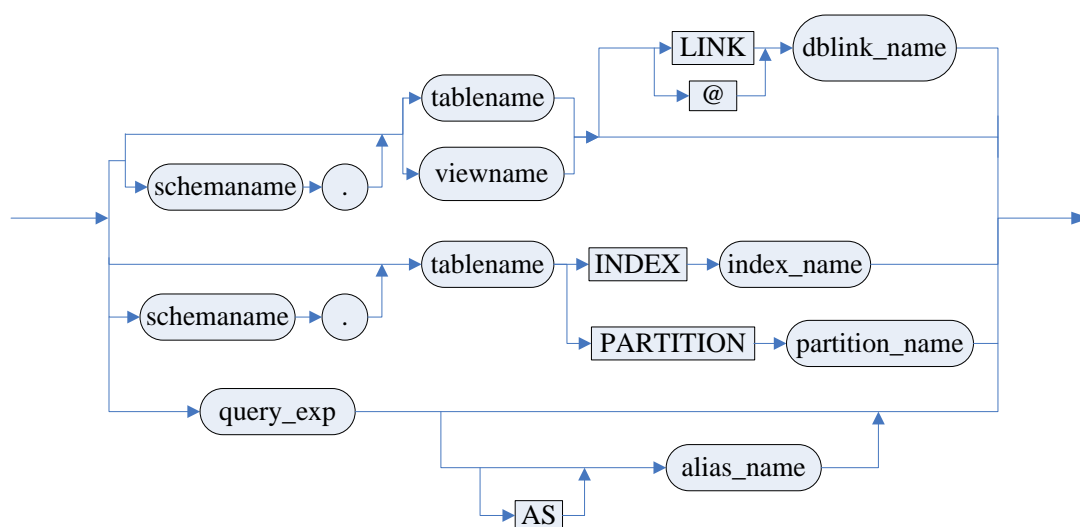 LINK
dblink_name
@
tablename
viewname
schemaname
.
tablename
INDEX
index_name
schemaname
.
PARTITION
partition_name
query_exp
alias_name
AS